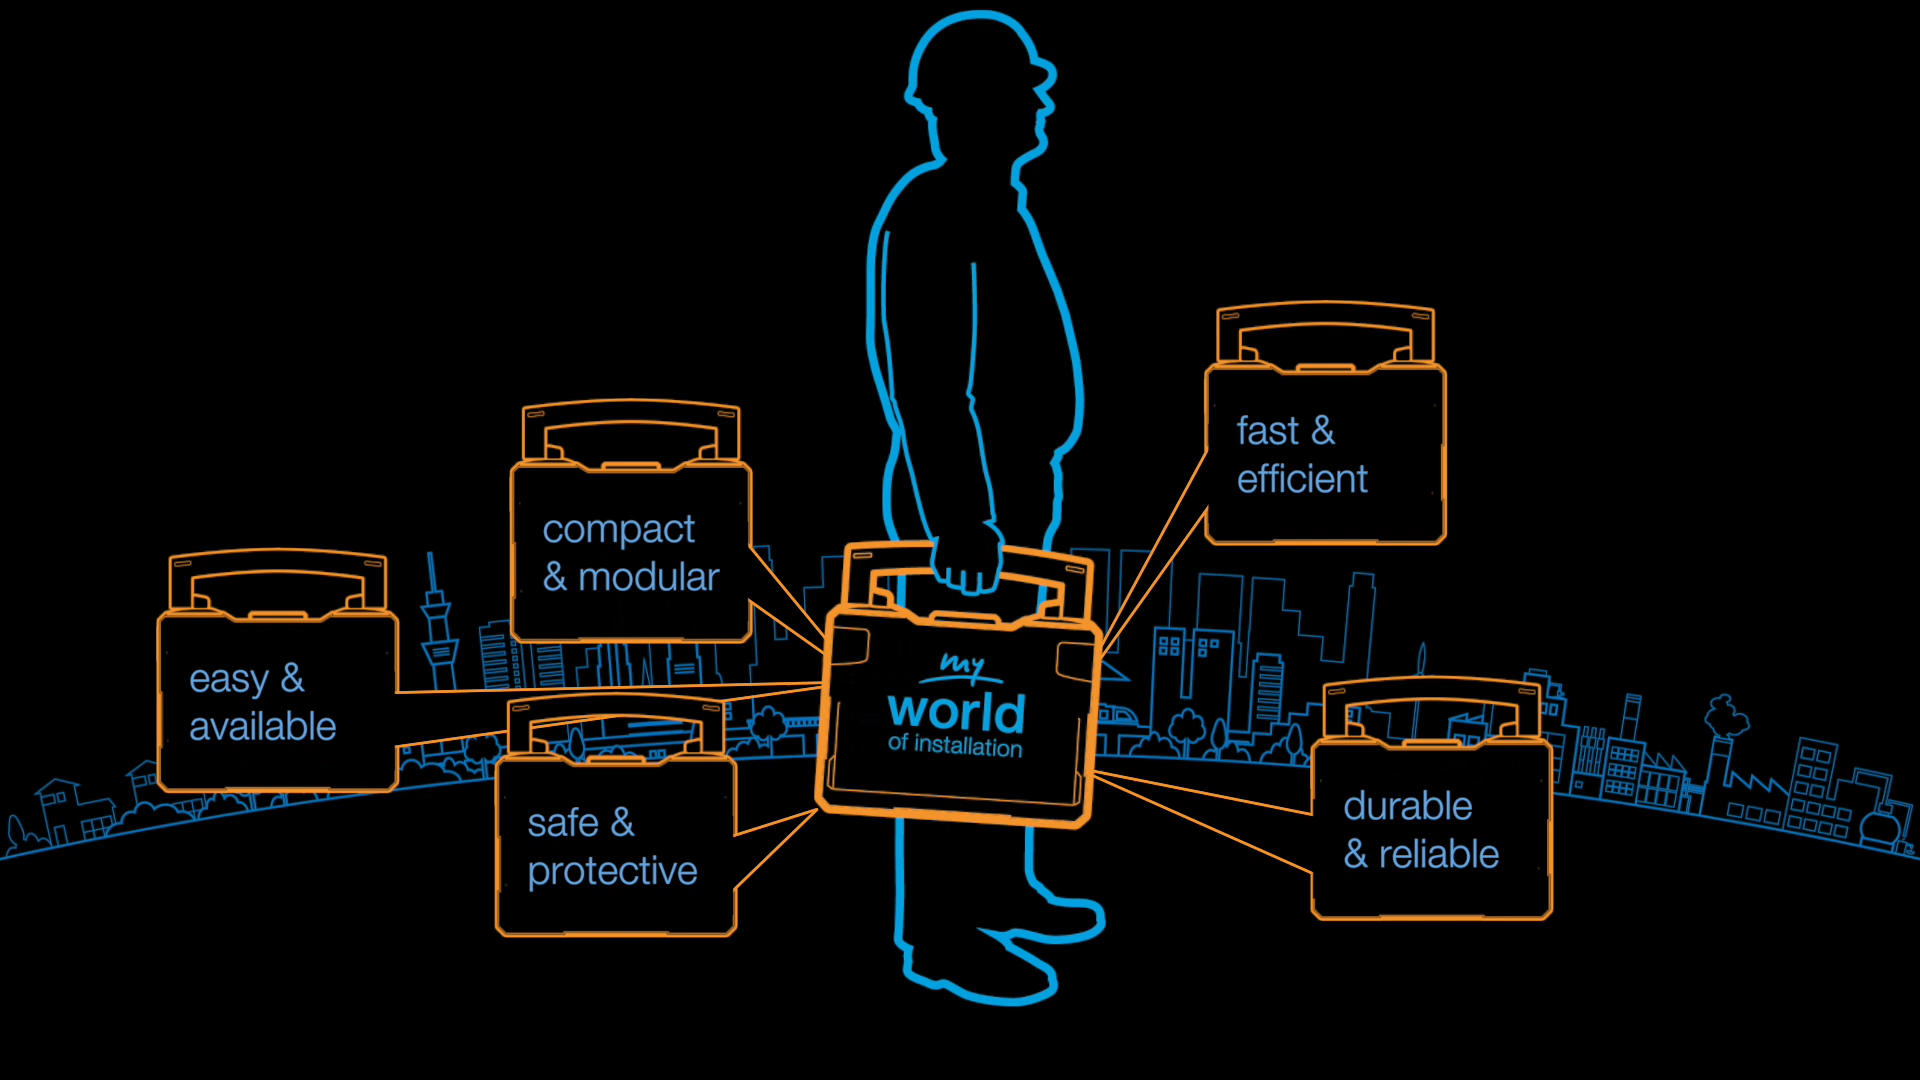 fast &
efficient
compact
& modular
easy &
available
my
world
of installation
safe &
protective
durable
& reliable